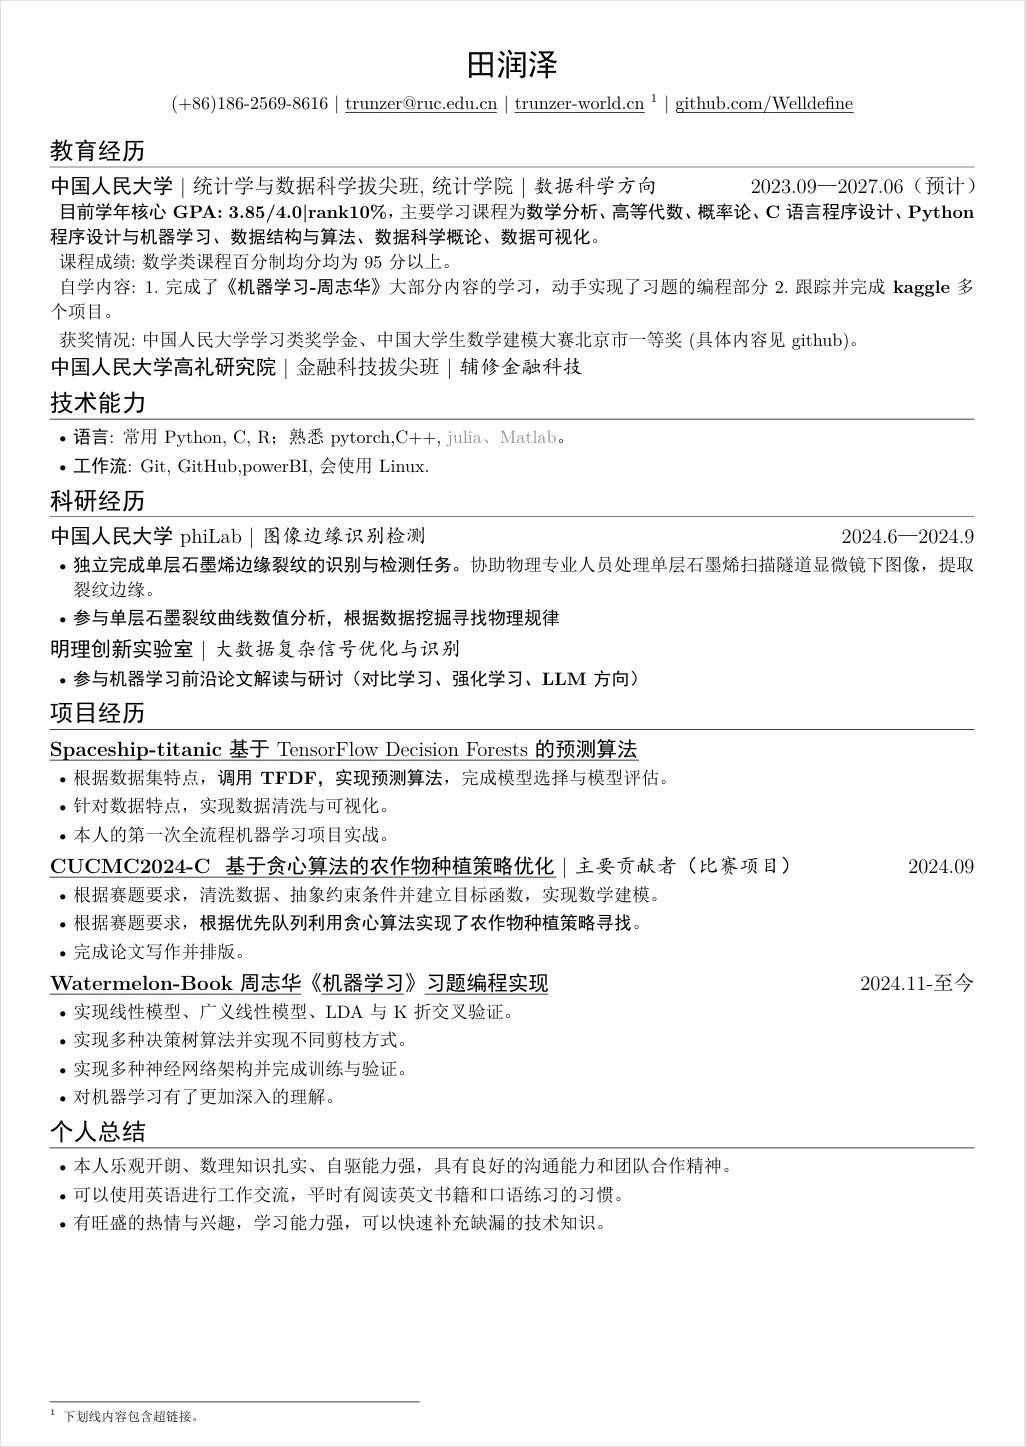 田润泽
(+86)186-2569-8616 | trunzer@ruc.edu.cn | trunzer-world.cn 1 | github.com/Welldefine
教育经历
中国人民大学 | 统计学与数据科学拔尖班, 统计学院 | 数据科学方向 2023.09—2027.06（预计）
目前学年核心 GPA: 3.85/4.0|rank10%，主要学习课程为数学分析、高等代数、概率论、C 语言程序设计、Python
程序设计与机器学习、数据结构与算法、数据科学概论、数据可视化。
课程成绩: 数学类课程百分制均分均为 95 分以上。
自学内容: 1. 完成了《机器学习-周志华》大部分内容的学习，动手实现了习题的编程部分 2. 跟踪并完成 kaggle 多
个项目。
获奖情况: 中国人民大学学习类奖学金、中国大学生数学建模大赛北京市一等奖 (具体内容见 github)。
中国人民大学高礼研究院 | 金融科技拔尖班 | 辅修金融科技
技术能力
• 语言: 常用 Python, C, R；熟悉 pytorch,C++, julia、Matlab。
• 工作流: Git, GitHub,powerBI, 会使用 Linux.
科研经历
中国人民大学 phiLab | 图像边缘识别检测 2024.6—2024.9
• 独立完成单层石墨烯边缘裂纹的识别与检测任务。协助物理专业人员处理单层石墨烯扫描隧道显微镜下图像，提取
裂纹边缘。
• 参与单层石墨裂纹曲线数值分析，根据数据挖掘寻找物理规律
明理创新实验室 | 大数据复杂信号优化与识别
• 参与机器学习前沿论文解读与研讨（对比学习、强化学习、LLM 方向）
项目经历
Spaceship-titanic 基于 TensorFlow Decision Forests 的预测算法
• 根据数据集特点，调用 TFDF，实现预测算法，完成模型选择与模型评估。
• 针对数据特点，实现数据清洗与可视化。
• 本人的第一次全流程机器学习项目实战。
CUCMC2024-C 基于贪心算法的农作物种植策略优化 | 主要贡献者（比赛项目） 2024.09
• 根据赛题要求，清洗数据、抽象约束条件并建立目标函数，实现数学建模。
• 根据赛题要求，根据优先队列利用贪心算法实现了农作物种植策略寻找。
• 完成论文写作并排版。
Watermelon-Book 周志华《机器学习》习题编程实现 2024.11-至今
• 实现线性模型、广义线性模型、LDA 与 K 折交叉验证。
• 实现多种决策树算法并实现不同剪枝方式。
• 实现多种神经网络架构并完成训练与验证。
• 对机器学习有了更加深入的理解。
个人总结
• 本人乐观开朗、数理知识扎实、自驱能力强，具有良好的沟通能力和团队合作精神。
• 可以使用英语进行工作交流，平时有阅读英文书籍和口语练习的习惯。
• 有旺盛的热情与兴趣，学习能力强，可以快速补充缺漏的技术知识。
1 下划线内容包含超链接。